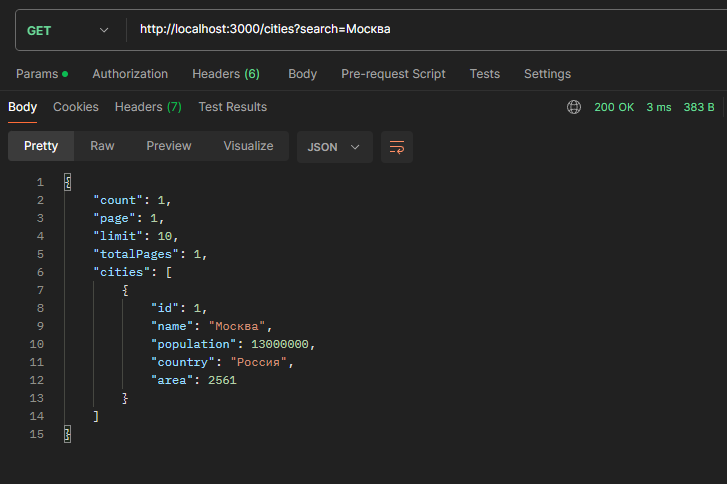 GET http://localhost:3000/cities?search=Москва
Params Authorization Headers (6) Body Pre-request Script Tests Settings
Body Cookies Headers (7) Test Results 200 OK 3 ms 383 B
Pretty Raw Preview Visualize JSON
1 {
2 "count": 1,
3 "page": 1,
4 "limit": 10,
5 "totalPages": 1,
6 "cities": [
7 {
8 "id": 1,
9 "name": "Москва",
10 "population": 13000000,
11 "country": "Россия",
12 "area": 2561
13 }
14 ]
15 }